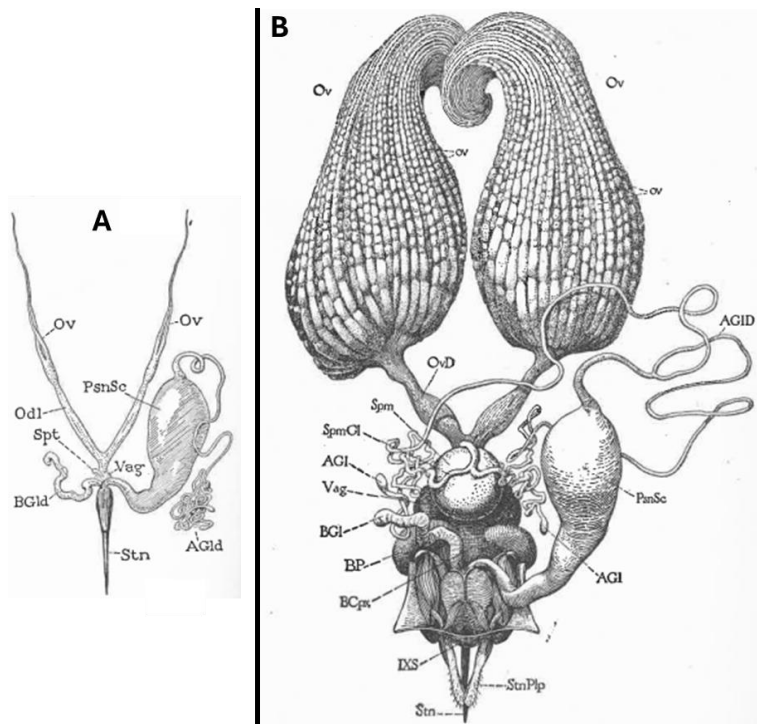 A
Ov
Ov
PsnSc
Odl
Spt
Vag
BGld
AGld
Stn
B
Ov
Ov
ov
ov
AGlD
OvD
Spm
SpmGl
AGl
Vag
PsnSc
BGl
BP
AGl
BCpx
IXS
StnPlp
Stn